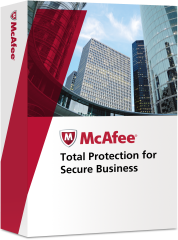 McAfee®
Total Protection for
Secure Business